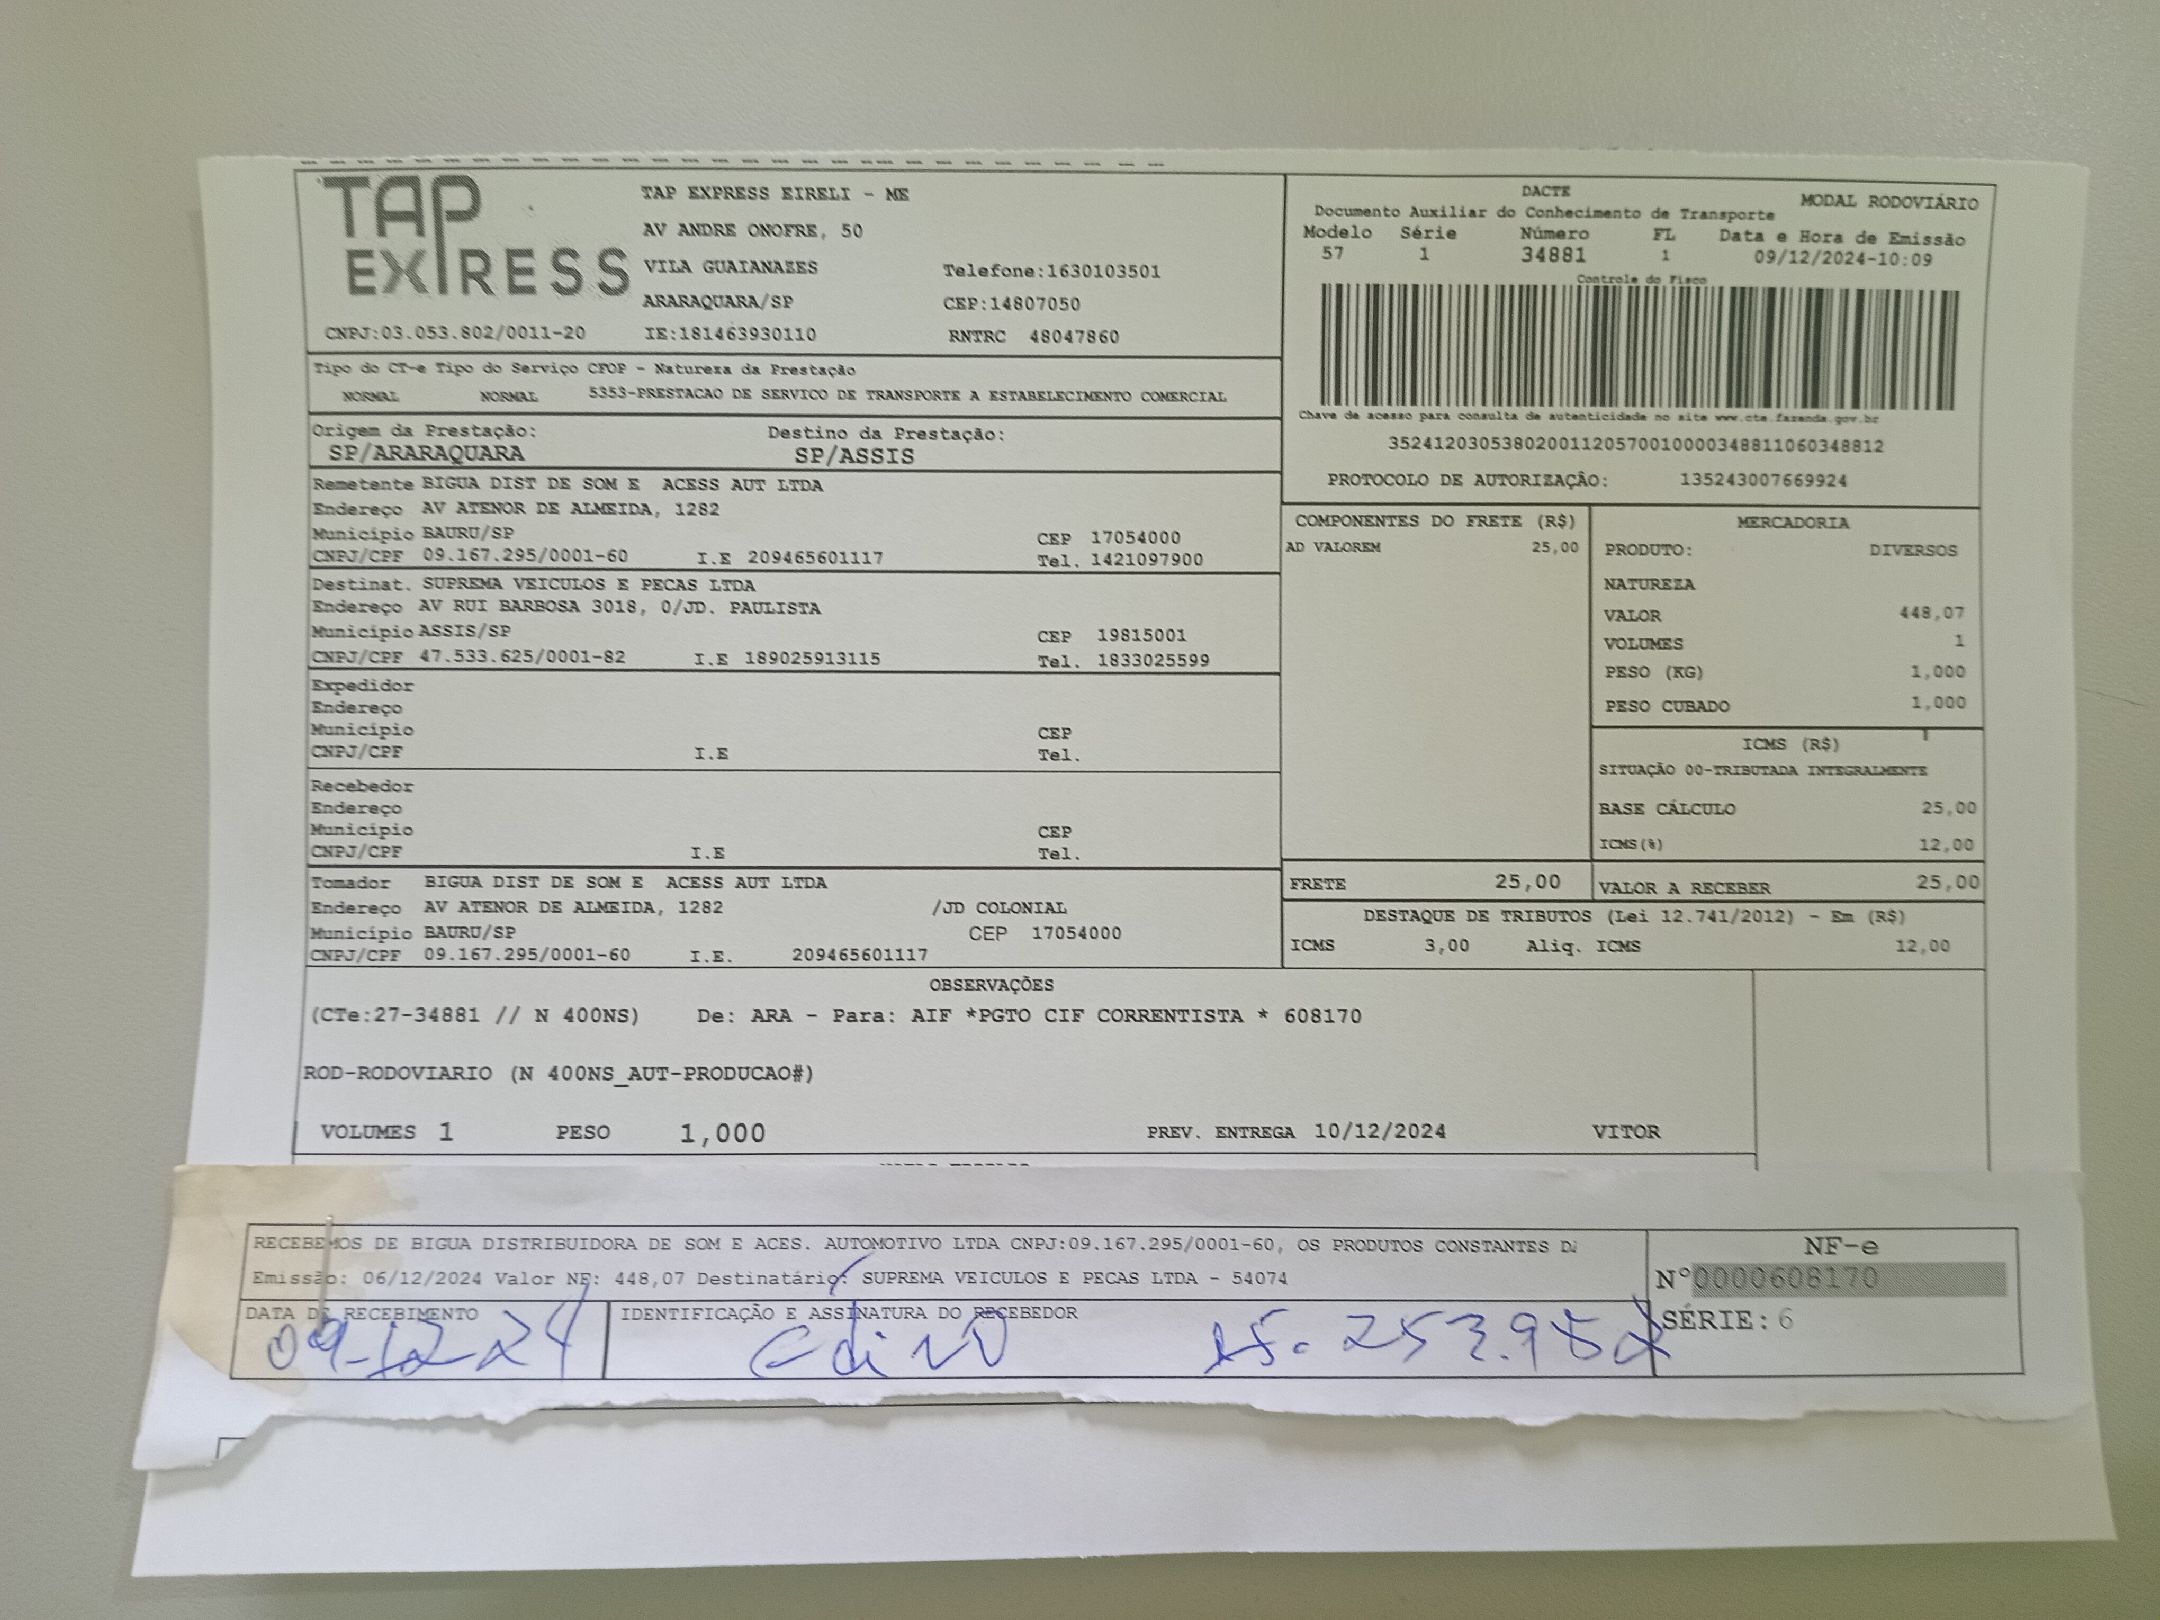 TAP EXPRESS
TAP EXPRESS EIRELI - ME
AV ANDRE ONOFRE, 50
VILA GUAIANAZES Telefone:1630103501
ARARAQUARA/SP CEP:14807050
CNPJ:03.053.802/0011-20 IE:181463930110 RNTRC 48047860
DACTE MODAL RODOVIÁRIO
Documento Auxiliar do Conhecimento de Transporte
Modelo Série Número FL Data e Hora de Emissão
57 1 34881 1 09/12/2024-10:09
Controle do Fisco
Chave de acesso para consulta de autenticidade no site www.cte.fazenda.gov.br
35241203053802001120570010000348811060348812
PROTOCOLO DE AUTORIZAÇÃO: 135243007669924
Tipo do CT-e Tipo do Serviço CFOP - Natureza da Prestação
NORMAL NORMAL 5353-PRESTACAO DE SERVICO DE TRANSPORTE A ESTABELECIMENTO COMERCIAL
Origem da Prestação: Destino da Prestação:
SP/ARARAQUARA SP/ASSIS
Remetente BIGUA DIST DE SOM E ACESS AUT LTDA
Endereço AV ATENOR DE ALMEIDA, 1282
Município BAURU/SP CEP 17054000
CNPJ/CPF 09.167.295/0001-60 I.E 209465601117 Tel. 1421097900
Destinat. SUPREMA VEICULOS E PECAS LTDA
Endereço AV RUI BARBOSA 3018, 0/JD. PAULISTA
Município ASSIS/SP CEP 19815001
CNPJ/CPF 47.533.625/0001-82 I.E 189025913115 Tel. 1833025599
Expedidor
Endereço
Município CEP
CNPJ/CPF I.E Tel.
Recebedor
Endereço
Município CEP
CNPJ/CPF I.E Tel.
Tomador BIGUA DIST DE SOM E ACESS AUT LTDA
Endereço AV ATENOR DE ALMEIDA, 1282 /JD COLONIAL
Município BAURU/SP CEP 17054000
CNPJ/CPF 09.167.295/0001-60 I.E. 209465601117
COMPONENTES DO FRETE (R$)
AD VALOREM 25,00
MERCADORIA
PRODUTO: DIVERSOS
NATUREZA
VALOR 448,07
VOLUMES 1
PESO (KG) 1,000
PESO CUBADO 1,000
ICMS (R$)
SITUAÇÃO 00-TRIBUTADA INTEGRALMENTE
BASE CÁLCULO 25,00
ICMS(%) 12,00
FRETE 25,00 VALOR A RECEBER 25,00
DESTAQUE DE TRIBUTOS (Lei 12.741/2012) - Em (R$)
ICMS 3,00 Aliq. ICMS 12,00
OBSERVAÇÕES
(CTe:27-34881 // N 400NS) De: ARA - Para: AIF *PGTO CIF CORRENTISTA * 608170
ROD-RODOVIARIO (N 400NS_AUT-PRODUCAO#)
VOLUMES 1 PESO 1,000 PREV. ENTREGA 10/12/2024 VITOR
RECEBEMOS DE BIGUA DISTRIBUIDORA DE SOM E ACES. AUTOMOTIVO LTDA CNPJ:09.167.295/0001-60, OS PRODUTOS CONSTANTES
Emissão: 06/12/2024 Valor NF: 448,07 Destinatário: SUPREMA VEICULOS E PECAS LTDA - 54074
DATA DE RECEBIMENTO IDENTIFICAÇÃO E ASSINATURA DO RECEBEDOR
09-12-24
NF-e
Nº0000608170
SÉRIE: 6